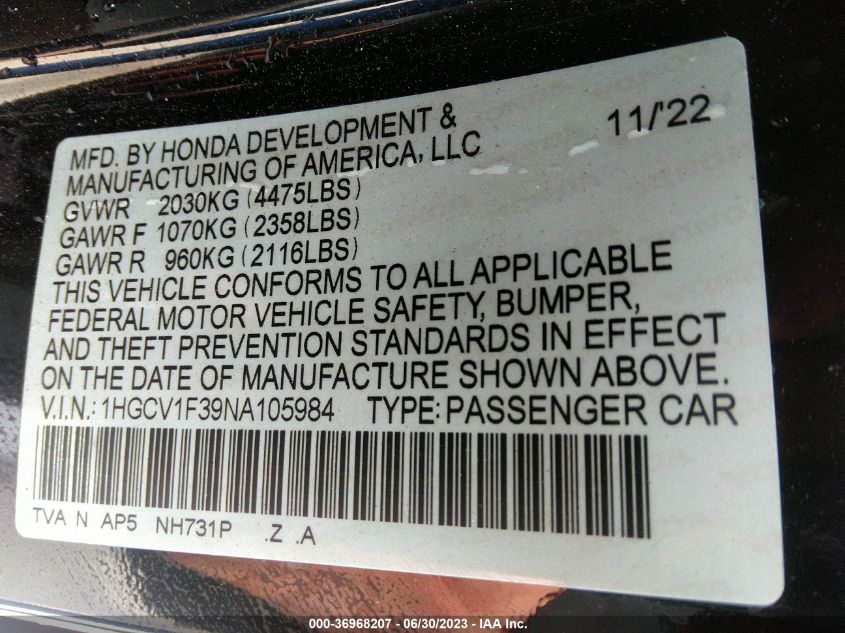 11/'22
MFD. BY HONDA DEVELOPMENT &
MANUFACTURING OF AMERICA, LLC
GVWR 2030KG (4475LBS)
GAWR F 1070KG (2358LBS)
GAWR R 960KG (2116LBS)
THIS VEHICLE CONFORMS TO ALL APPLICABLE
FEDERAL MOTOR VEHICLE SAFETY, BUMPER,
AND THEFT PREVENTION STANDARDS IN EFFECT
ON THE DATE OF MANUFACTURE SHOWN ABOVE.
V.I.N.: 1HGCV1F39NA105984 TYPE: PASSENGER CAR
TVA N AP5 NH731P .Z .A
000-36968207 - 06/30/2023 - IAA Inc.